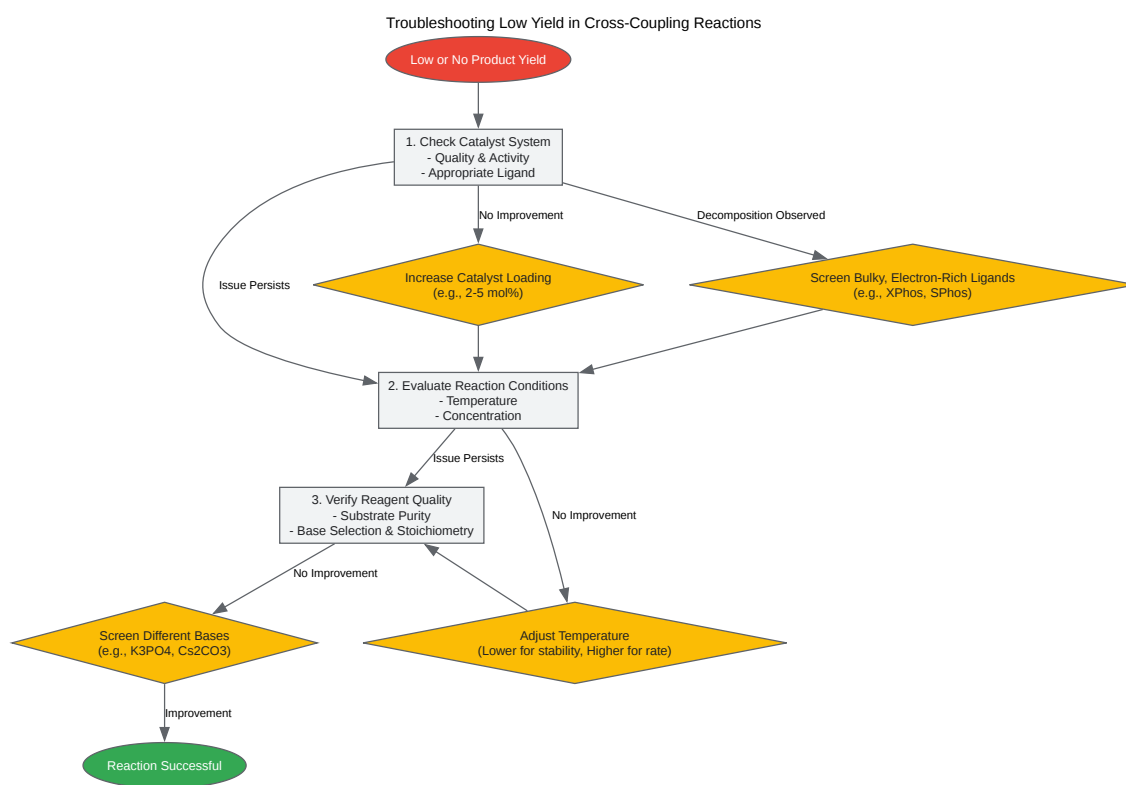 Troubleshooting Low Yield in Cross-Coupling Reactions
Low or No Product Yield
1. Check Catalyst System
- Quality & Activity
- Appropriate Ligand
No Improvement
Decomposition Observed
Issue Persists
Increase Catalyst Loading
(e.g., 2-5 mol%)
Screen Bulky, Electron-Rich Ligands
(e.g., XPhos, SPhos)
2. Evaluate Reaction Conditions
- Temperature
- Concentration
Issue Persists
No Improvement
3. Verify Reagent Quality
- Substrate Purity
- Base Selection & Stoichiometry
No Improvement
Screen Different Bases
(e.g., K3PO4, Cs2CO3)
Adjust Temperature
(Lower for stability, Higher for rate)
Improvement
Reaction Successful